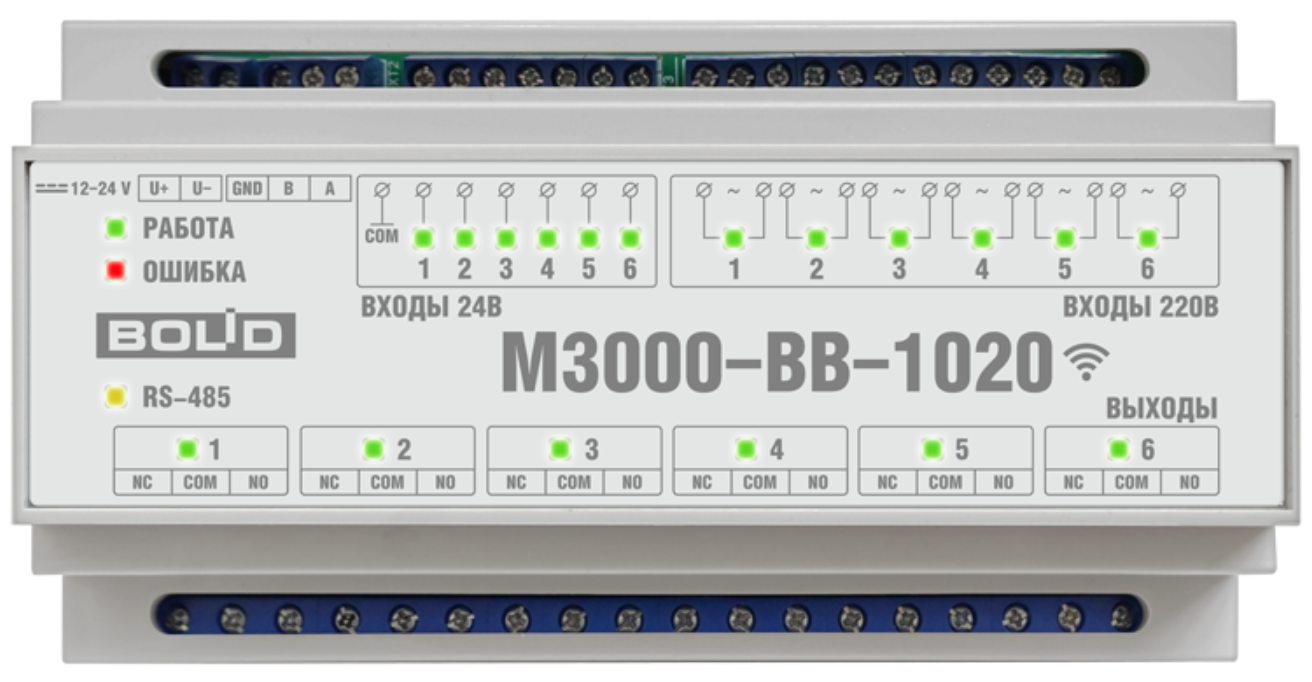 12-24 V U+ U- GND B A
XT2
РАБОТА
COM 1 2 3 4 5 6
1 2 3 4 5 6
ОШИБКА
ВХОДЫ 24В
ВХОДЫ 220В
BOLID
М3000-ВВ-1020
RS-485
ВЫХОДЫ
1 2 3 4 5 6
NC COM NO NC COM NO NC COM NO NC COM NO NC COM NO NC COM NO